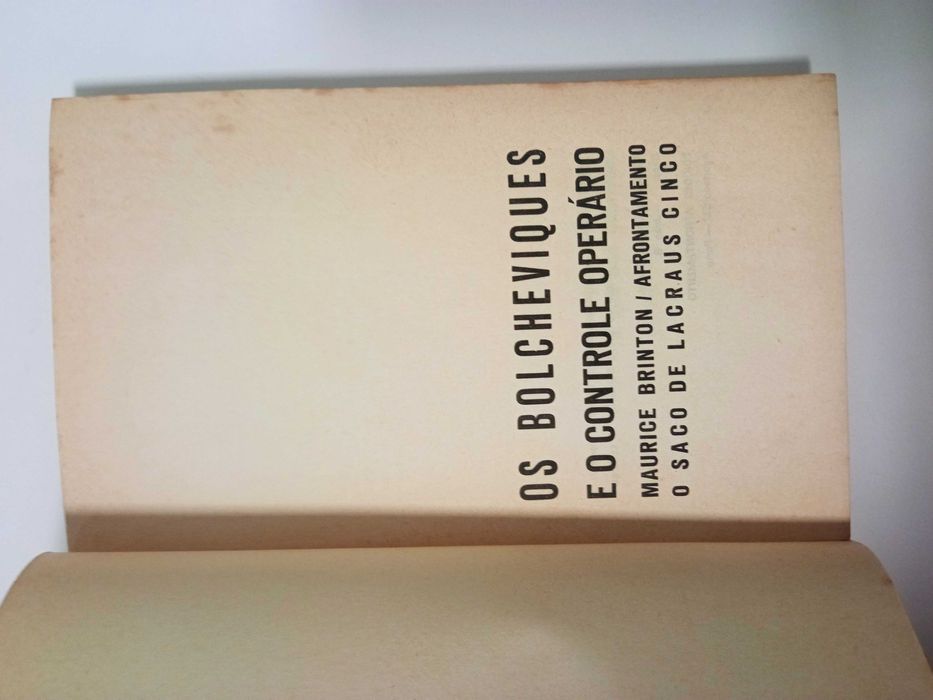 OS BOLCHEVIQUES
E O CONTROLE OPERÁRIO
MAURICE BRINTON / AFRONTAMENTO
O SACO DE LACRAUS CINCO